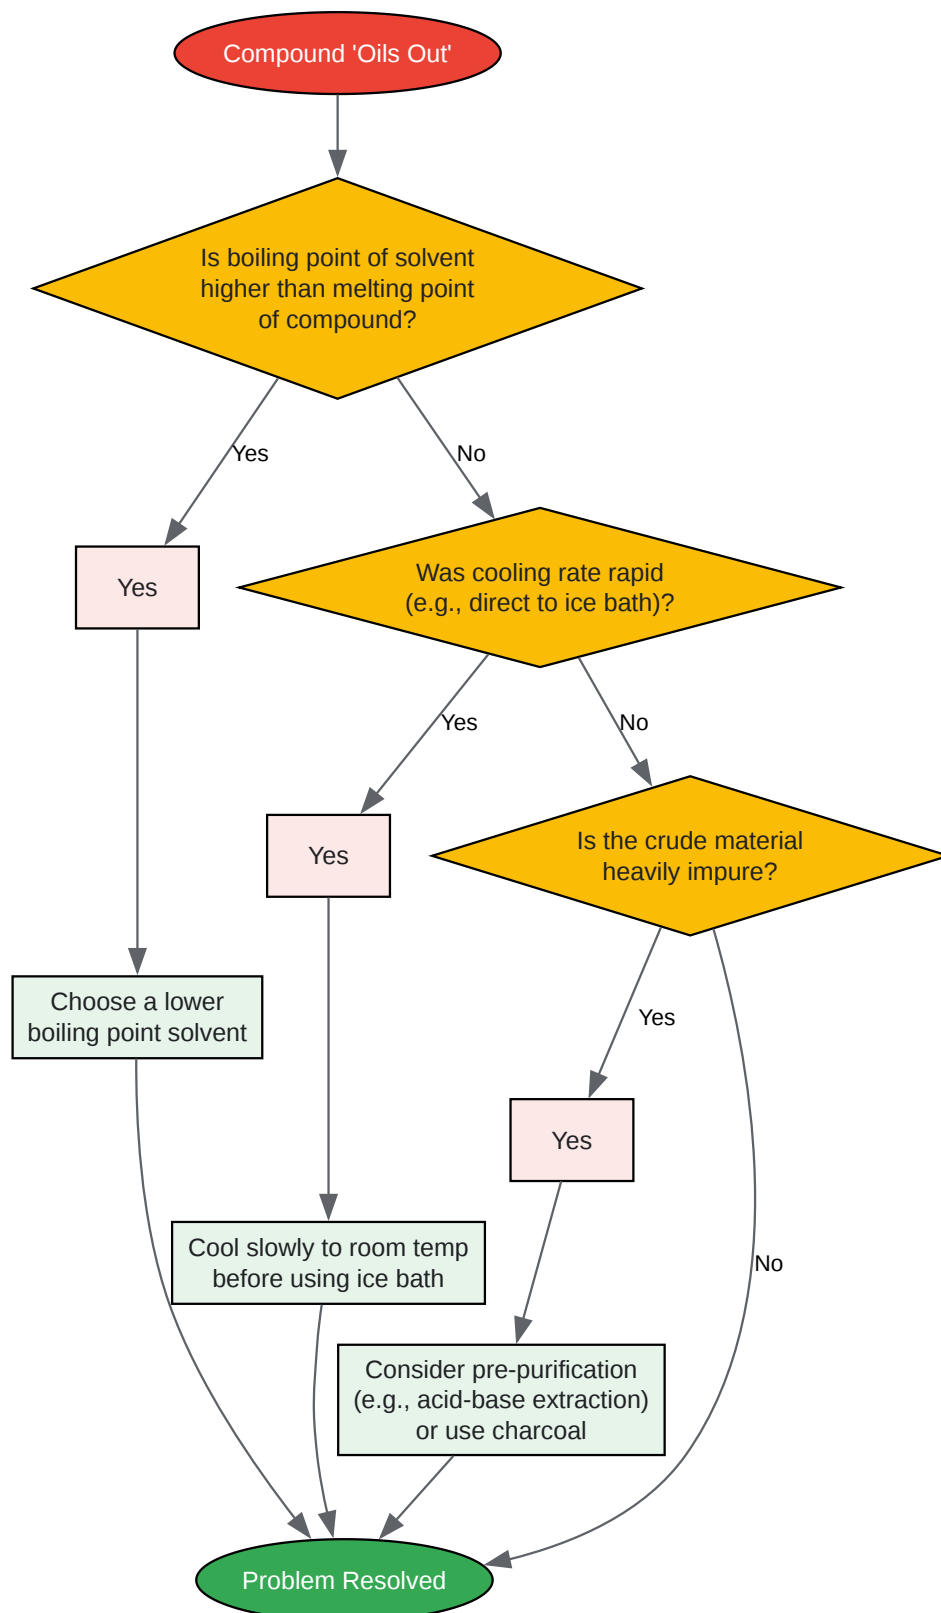 Compound 'Oils Out'
Is boiling point of solvent
higher than melting point
of compound?
Yes
No
Yes
Was cooling rate rapid
(e.g., direct to ice bath)?
Yes
No
Yes
Is the crude material
heavily impure?
Choose a lower
boiling point solvent
Yes
Yes
Cool slowly to room temp
before using ice bath
No
Consider pre-purification
(e.g., acid-base extraction)
or use charcoal
Problem Resolved